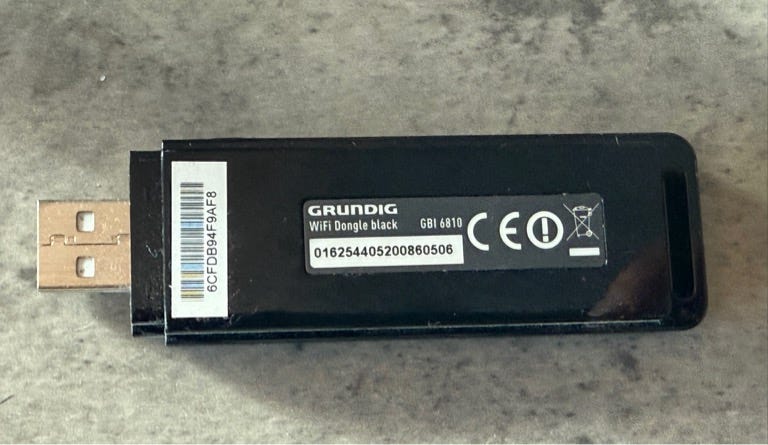 6CFDB94F9AF8
GRUNDIG
WiFi Dongle black GBI 6810
016254405200860506
CE